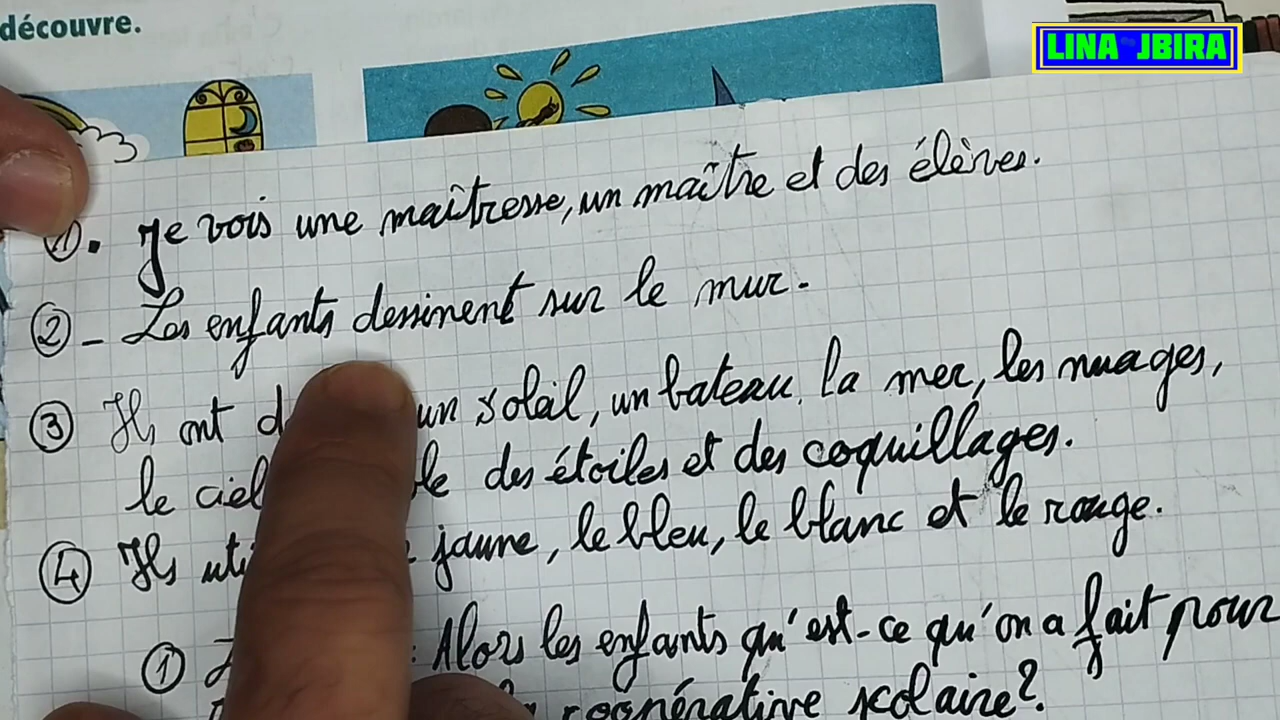 découvre.
LINA JBIRA
①. Je vois une maîtresse, un maître et des élèves.
② - Les enfants dessinent sur le mur.
③ Ils ont un soleil, un bateau, la mer, les nuages,
le ciel des étoiles et des coquillages.
④ Ils jaune, le bleu, le blanc et le rouge.
① : Alors les enfants qu'est-ce qu'on a fait pour
coopérative scolaire?